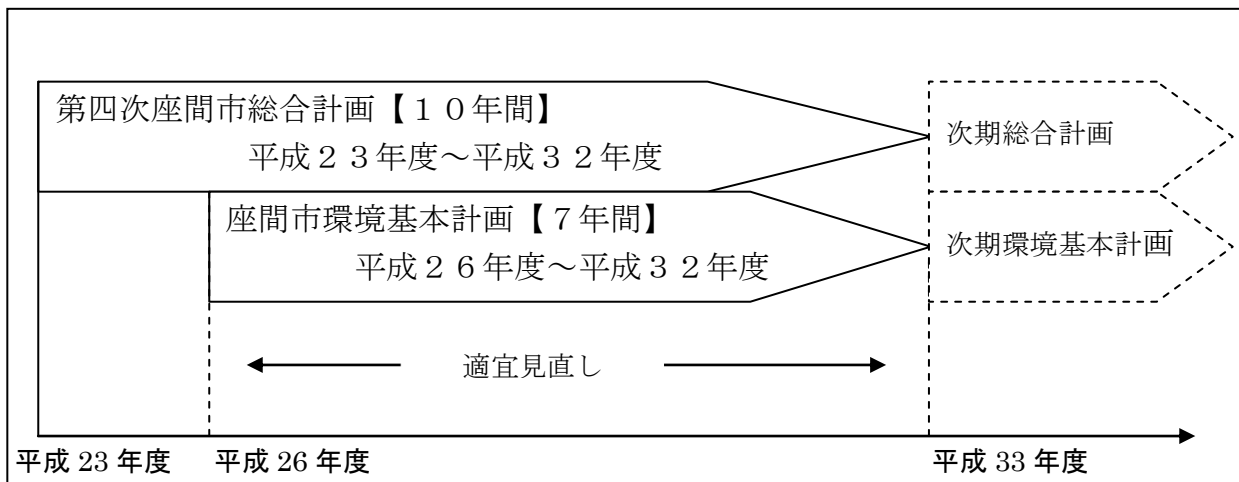 第四次座間市総合計画【１０年間】
平成２３年度～平成３２年度
次期総合計画
座間市環境基本計画【７年間】
平成２６年度～平成３２年度
次期環境基本計画
適宜見直し
平成 23 年度
平成 26 年度
平成 33 年度